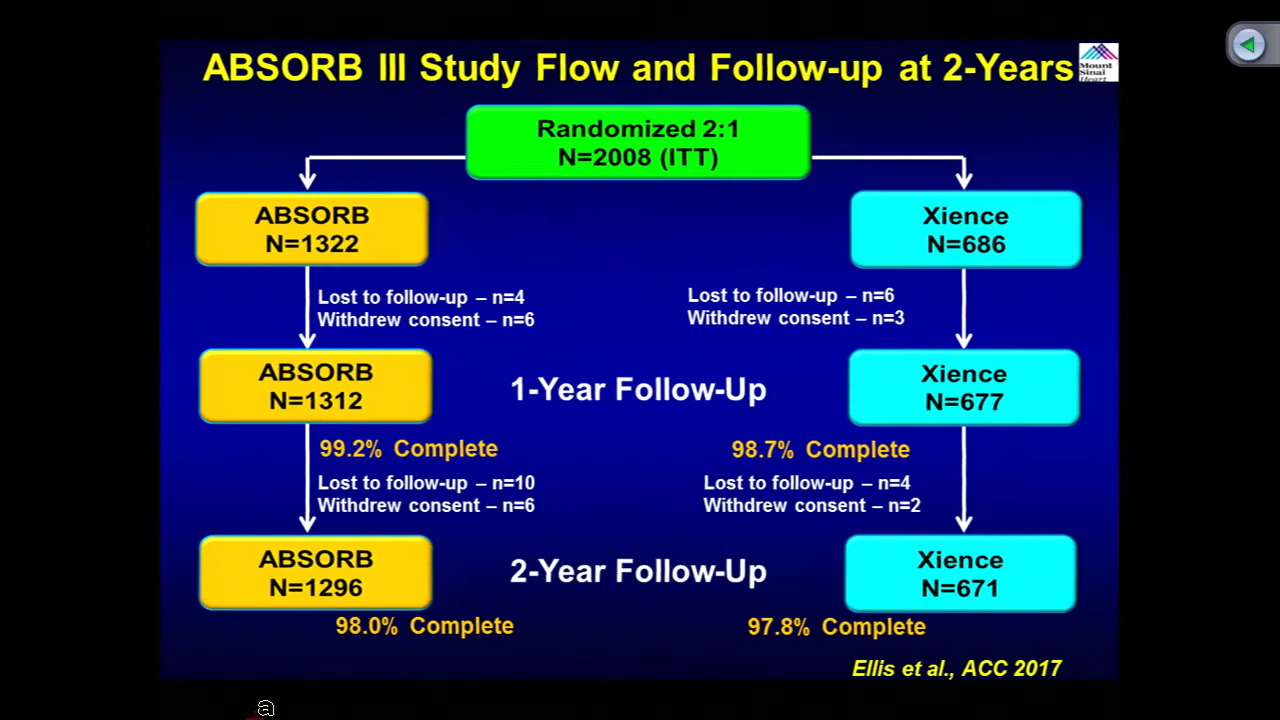 ABSORB III Study Flow and Follow-up at 2-Years
Mount
Sinai
Heart
Randomized 2:1
N=2008 (ITT)
ABSORB
N=1322
Xience
N=686
Lost to follow-up – n=4
Withdrew consent – n=6
Lost to follow-up – n=6
Withdrew consent – n=3
ABSORB
N=1312
1-Year Follow-Up
Xience
N=677
99.2% Complete
98.7% Complete
Lost to follow-up – n=10
Withdrew consent – n=6
Lost to follow-up – n=4
Withdrew consent – n=2
ABSORB
N=1296
2-Year Follow-Up
Xience
N=671
98.0% Complete
97.8% Complete
Ellis et al., ACC 2017
a